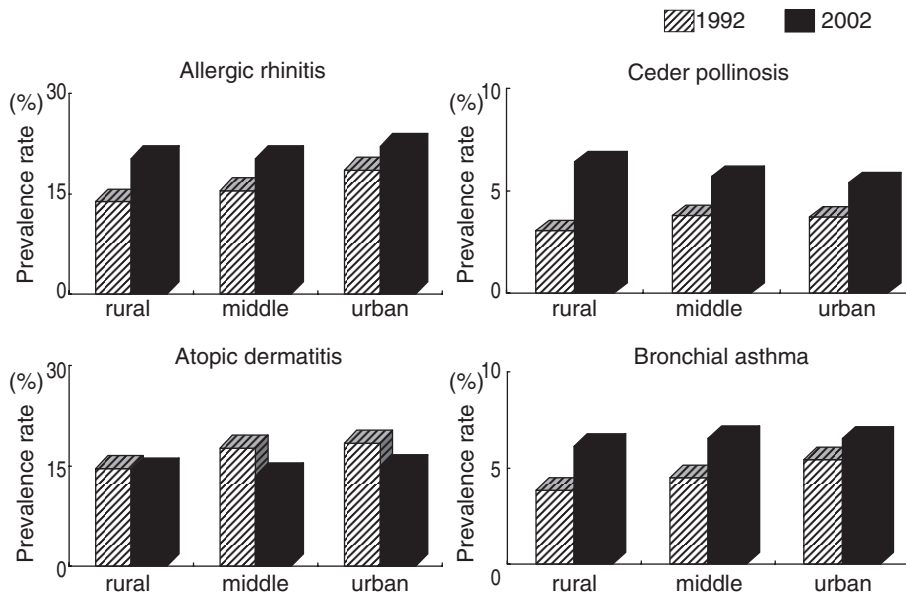 1992 2002
Allergic rhinitis
(%)
30
15
0
Prevalence rate
rural middle urban
Ceder pollinosis
(%)
10
5
0
Prevalence rate
rural middle urban
Atopic dermatitis
(%)
30
15
0
Prevalence rate
rural middle urban
Bronchial asthma
(%)
10
5
0
Prevalence rate
rural middle urban